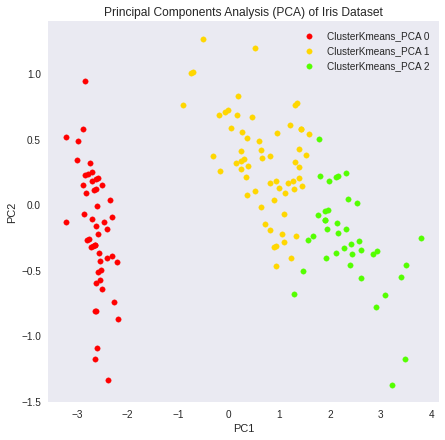 Principal Components Analysis (PCA) of Iris Dataset
ClusterKmeans_PCA 0
ClusterKmeans_PCA 1
ClusterKmeans_PCA 2
1.0
0.5
0.0
−0.5
−1.0
−1.5
PC2
−3 −2 −1 0 1 2 3 4
PC1